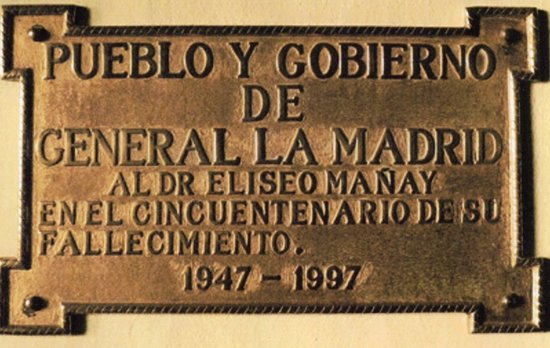 PUEBLO Y GOBIERNO
DE
GENERAL LA MADRID
AL DR ELISEO MAÑAY
EN EL CINCUENTENARIO DE SU
FALLECIMIENTO.
1947 - 1997